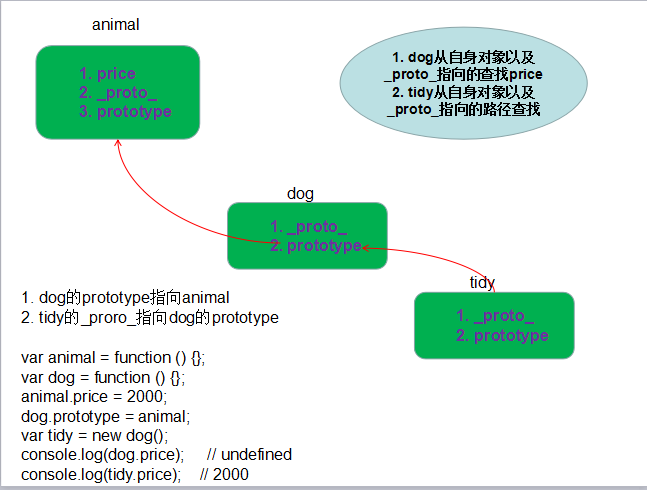 animal
1. price
2. _proto_
3. prototype
1. dog从自身对象以及
_proto_指向的查找price
2. tidy从自身对象以及
_proto_指向的路径查找
dog
1. _proto_
2. prototype
tidy
1. _proto_
2. prototype
1. dog的prototype指向animal
2. tidy的_proro_指向dog的prototype
var animal = function () {};
var dog = function () {};
animal.price = 2000;
dog.prototype = animal;
var tidy = new dog();
console.log(dog.price); // undefined
console.log(tidy.price); // 2000